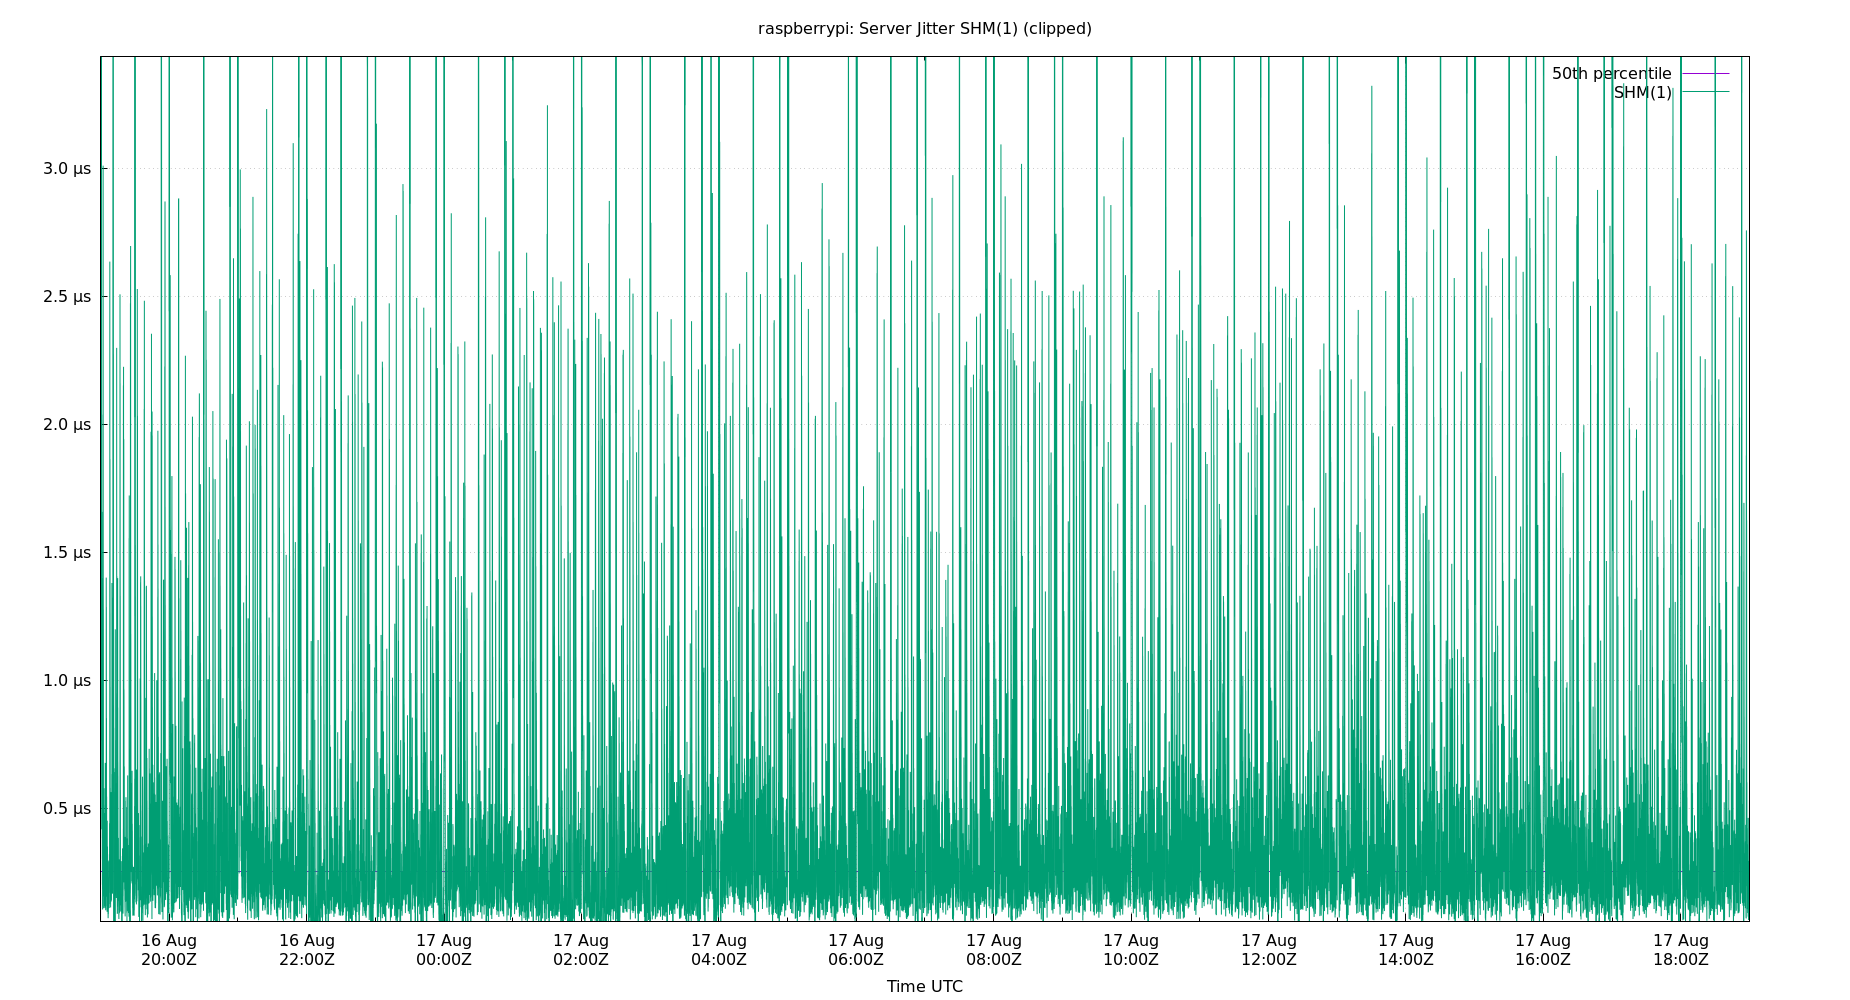 raspberrypi: Server Jitter SHM(1) (clipped)
50th percentile
SHM(1)
3.0 µs
2.5 µs
2.0 µs
1.5 µs
1.0 µs
0.5 µs
16 Aug 16 Aug 17 Aug 17 Aug 17 Aug 17 Aug 17 Aug 17 Aug 17 Aug 17 Aug 17 Aug 17 Aug
20:00Z 22:00Z 00:00Z 02:00Z 04:00Z 06:00Z 08:00Z 10:00Z 12:00Z 14:00Z 16:00Z 18:00Z
Time UTC